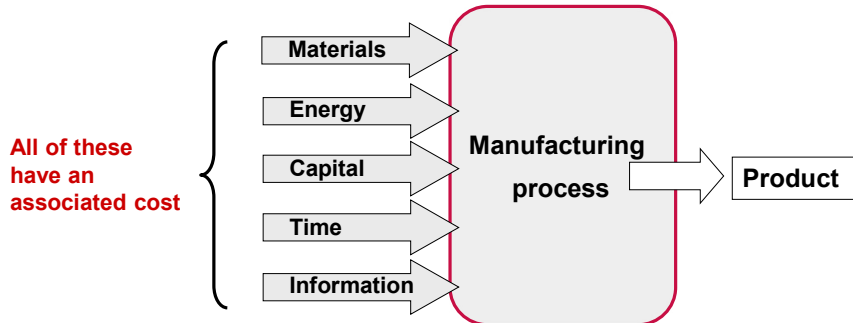 Materials
Energy
All of these
have an
associated cost
Capital
Time
Information
Manufacturing
process
Product